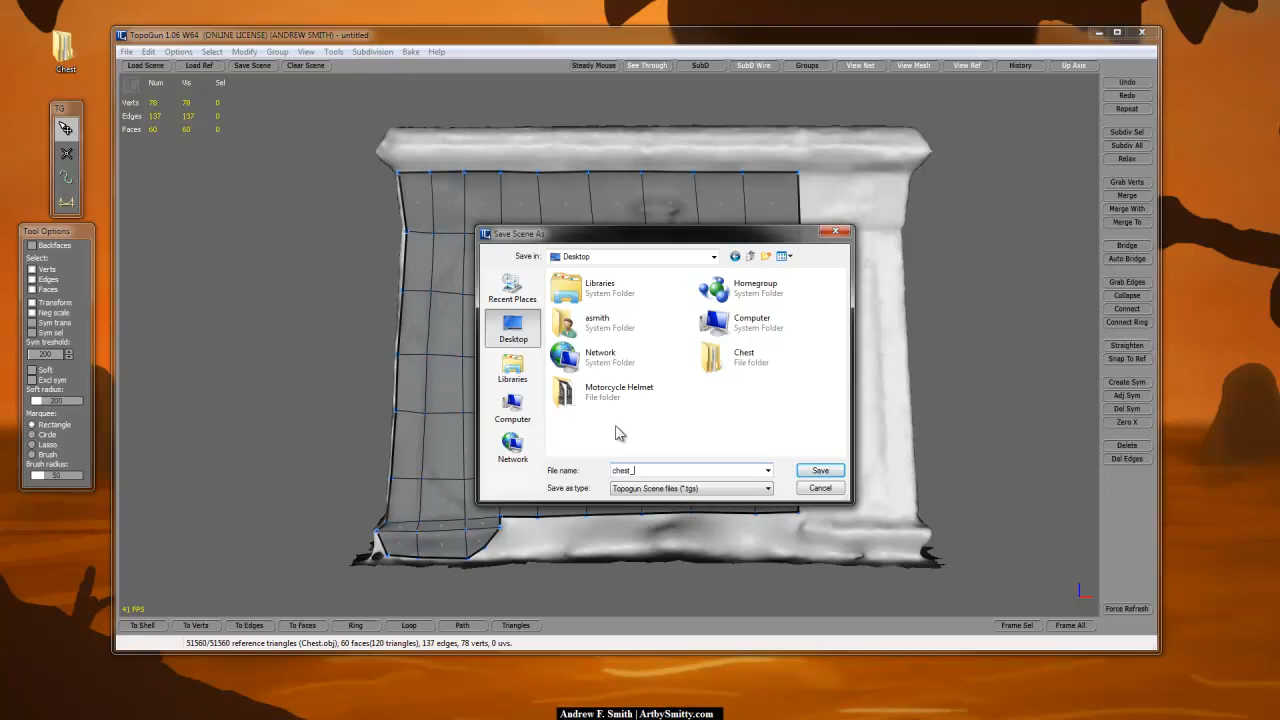 Chest
TopoGun 1.06 W64 (ONLINE LICENSE) (ANDREW SMITH) - untitled
File Edit Options Select Modify Group View Tools Subdivision Bake Help
Load Scene Load Ref Save Scene Clear Scene Steady Mouse See Through SubD SubD Wire Groups View Net View Mesh View Ref History Up Axis
Num Vis Sel
Verts 78 78 0
Edges 137 137 0
Faces 60 60 0
TG
Tool Options
Backfaces
Select:
Verts
Edges
Faces
Transform
Neg scale
Sym trans
Sym sel
Sym treshold:
200
Soft
Excl sym
Soft radius:
200
Marquee:
Rectangle
Circle
Lasso
Brush
Brush radius:
50
Save Scene As
Save in: Desktop
Recent Places
Desktop
Libraries
Computer
Network
Libraries
System Folder
Homegroup
System Folder
asmith
System Folder
Computer
System Folder
Network
System Folder
Chest
File folder
Motorcycle Helmet
File folder
File name: chest_ Save
Save as type: Topogun Scene files (*.tgs) Cancel
Undo
Redo
Repeat
Subdiv Sel
Subdiv All
Relax
Grab Verts
Merge
Merge With
Merge To
Bridge
Auto Bridge
Grab Edges
Collapse
Connect
Connect Ring
Straighten
Snap To Ref
Create Sym
Adj Sym
Del Sym
Zero X
Delete
Del Edges
Force Refresh
41 FPS
To Shell To Verts To Edges To Faces Ring Loop Path Triangles Frame Sel Frame All
51560/51560 reference triangles (Chest.obj), 60 faces(120 triangles), 137 edges, 78 verts, 0 uvs.
Andrew F. Smith | ArtbySmitty.com